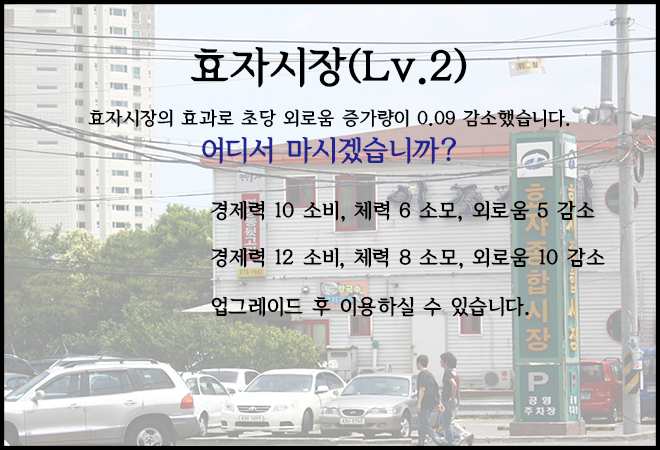 효자시장(Lv.2)
효자시장의 효과로 초당 외로움 증가량이 0.09 감소했습니다.
어디서 마시겠습니까?
경제력 10 소비, 체력 6 소모, 외로움 5 감소
경제력 12 소비, 체력 8 소모, 외로움 10 감소
업그레이드 후 이용하실 수 있습니다.
효자종합시장
P
공영
주차장